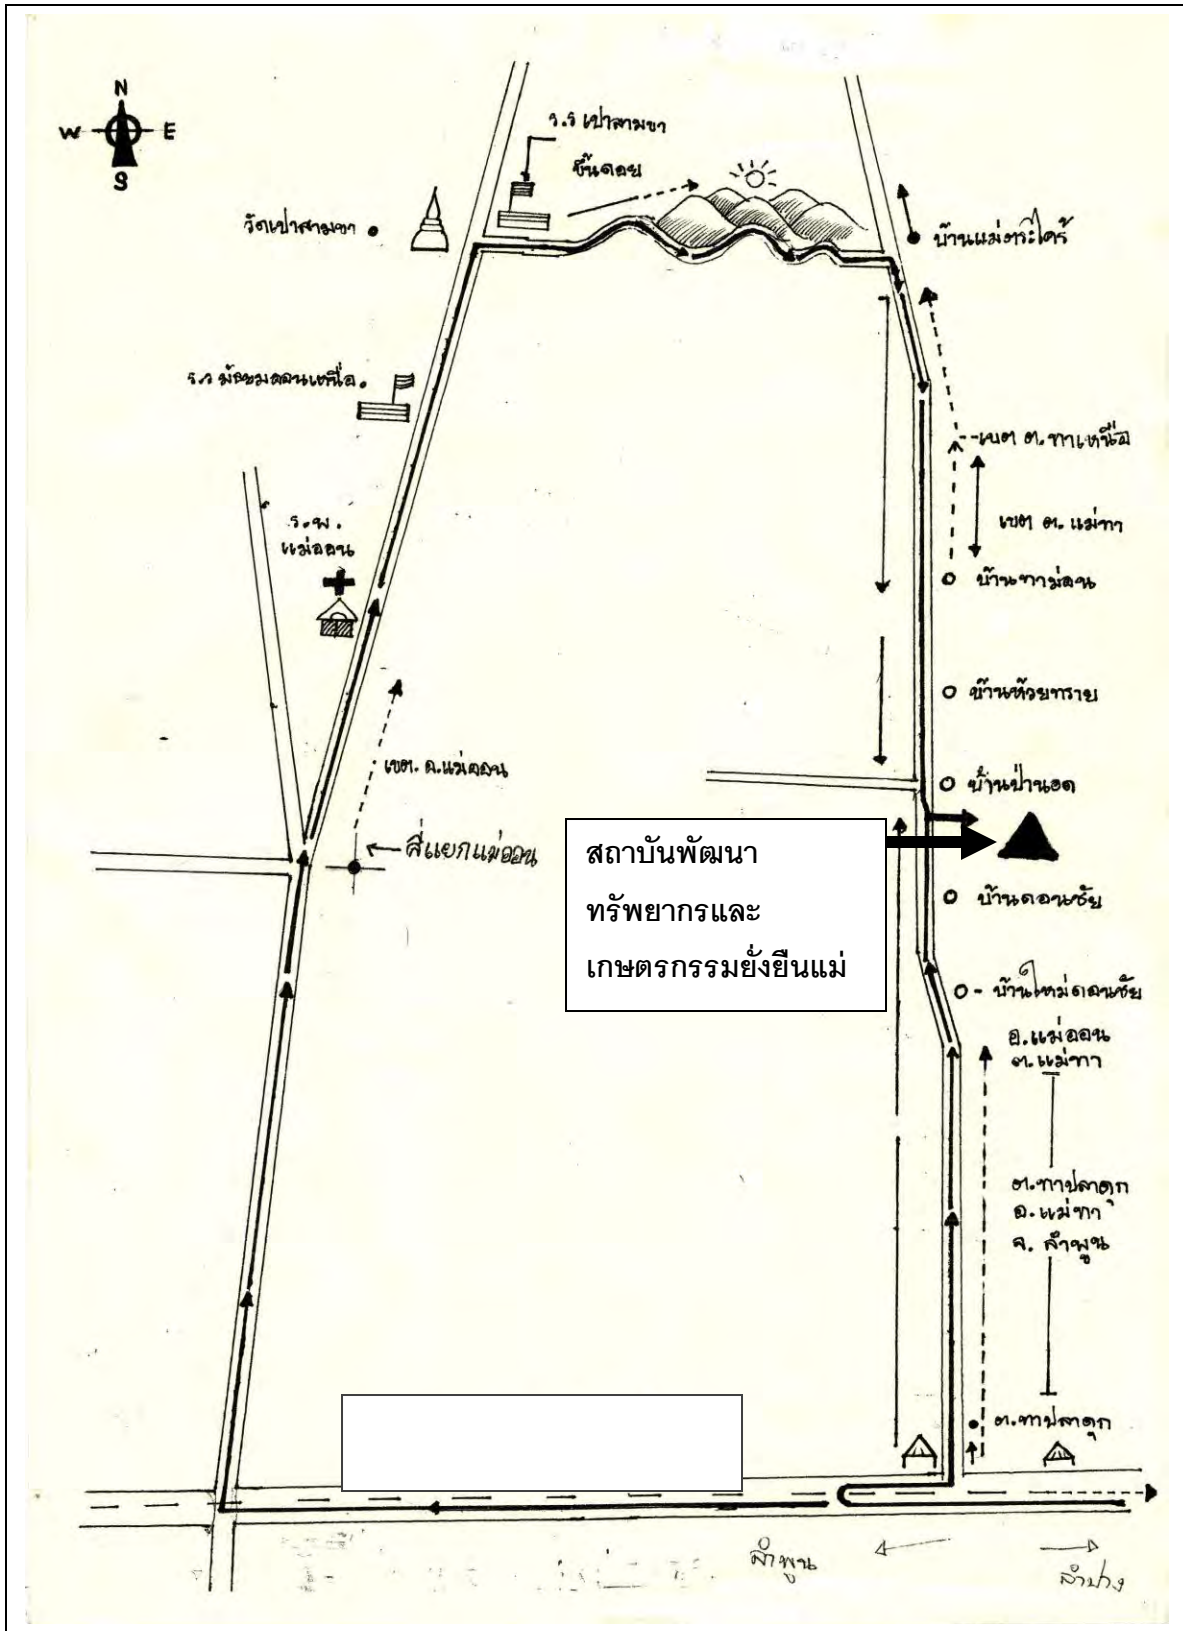 N
W E
S
ร.ร เปาสามขา
ขึ้นดอย
วัดเปาสามขา
บ้านแม่ตะไคร้
ร.ร มัธยมออนเหนือ
เขต ต. ทาเหนือ
เขต ต. แม่ทา
ร.พ.
แม่ออน
บ้านทาม่อน
บ้านห้วยทราย
เขต. อ.แม่ออน
บ้านป่านอด
สี่แยกแม่ออน
สถาบันพัฒนา
ทรัพยากรและ
เกษตรกรรมยั่งยืนแม่
บ้านดอนชัย
บ้านใหม่ดอนชัย
อ.แม่ออน
ต.แม่ทา
ต.ทาปลาดุก
อ.แม่ทา
จ. ลำพูน
ต.ทาปลาดุก
ลำพูน
ลำปาง